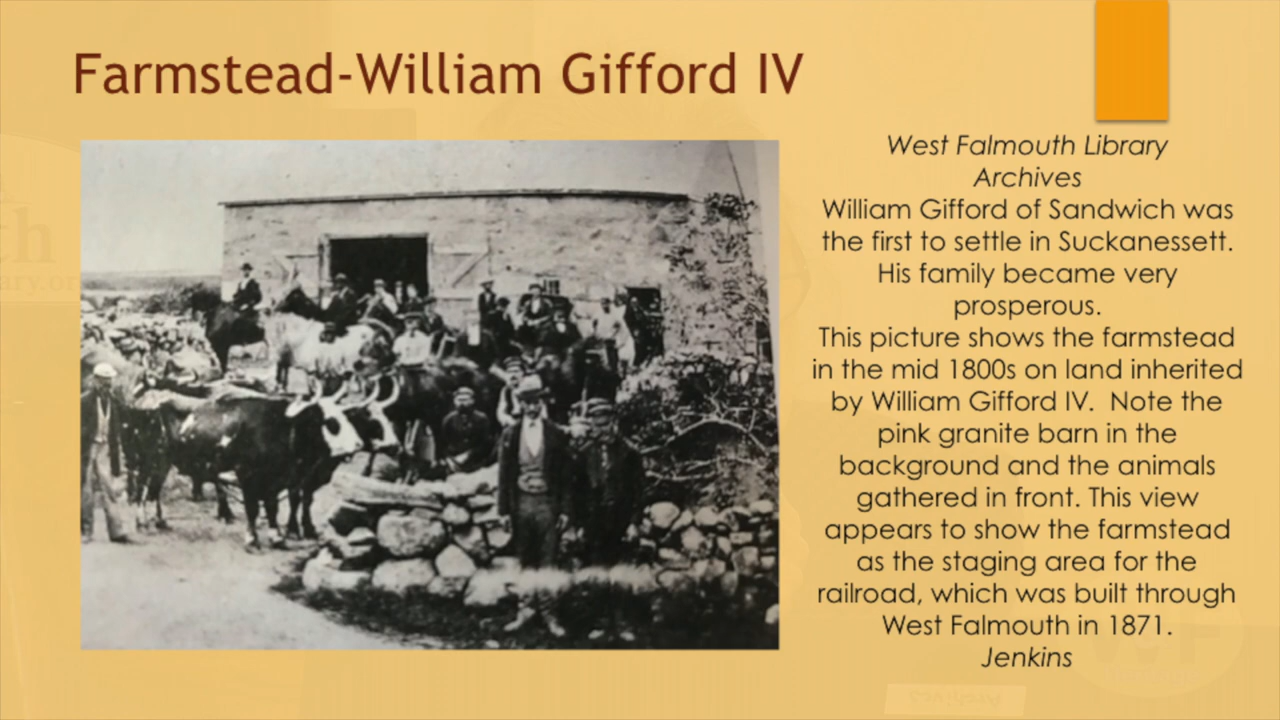 Farmstead-William Gifford IV
West Falmouth Library
Archives
William Gifford of Sandwich was
the first to settle in Suckanessett.
His family became very
prosperous.
This picture shows the farmstead
in the mid 1800s on land inherited
by William Gifford IV. Note the
pink granite barn in the
background and the animals
gathered in front. This view
appears to show the farmstead
as the staging area for the
railroad, which was built through
West Falmouth in 1871.
Jenkins